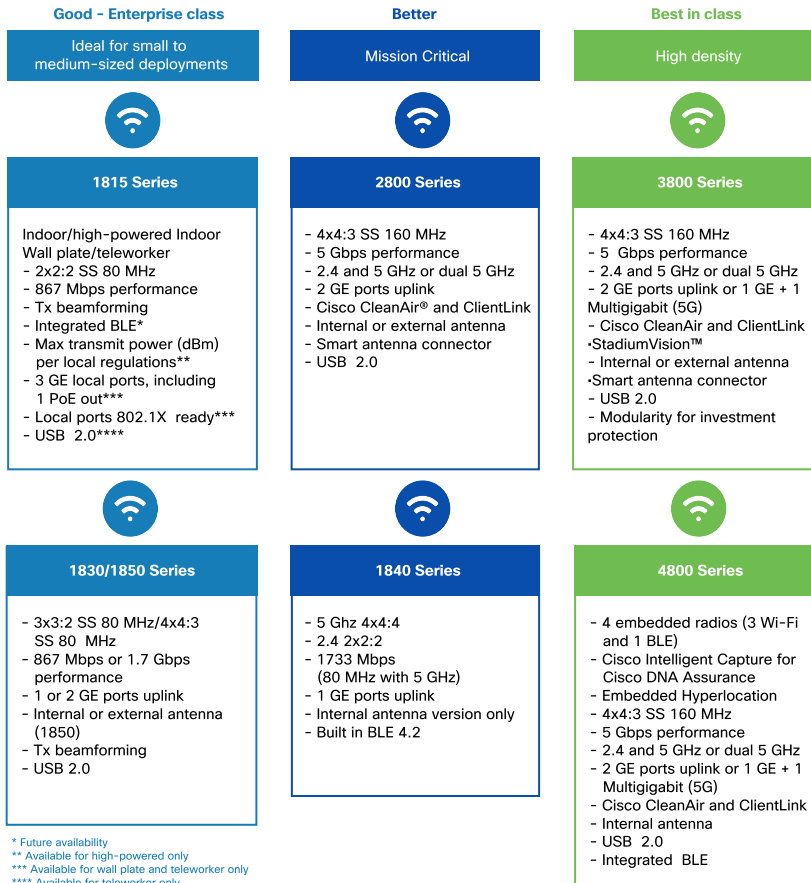 Good - Enterprise class
Ideal for small to
medium-sized deployments
1815 Series
Indoor/high-powered Indoor
Wall plate/teleworker
- 2x2:2 SS 80 MHz
- 867 Mbps performance
- Tx beamforming
- Integrated BLE*
- Max transmit power (dBm)
per local regulations**
- 3 GE local ports, including
1 PoE out***
- Local ports 802.1X ready***
- USB 2.0****
1830/1850 Series
- 3x3:2 SS 80 MHz/4x4:3
SS 80 MHz
- 867 Mbps or 1.7 Gbps
performance
- 1 or 2 GE ports uplink
- Internal or external antenna
(1850)
- Tx beamforming
- USB 2.0
* Future availability
** Available for high-powered only
*** Available for wall plate and teleworker only
**** Available for teleworker only
Better
Mission Critical
2800 Series
- 4x4:3 SS 160 MHz
- 5 Gbps performance
- 2.4 and 5 GHz or dual 5 GHz
- 2 GE ports uplink
- Cisco CleanAir® and ClientLink
- Internal or external antenna
- Smart antenna connector
- USB 2.0
1840 Series
- 5 Ghz 4x4:4
- 2.4 2x2:2
- 1733 Mbps
(80 MHz with 5 GHz)
- 1 GE ports uplink
- Internal antenna version only
- Built in BLE 4.2
Best in class
High density
3800 Series
- 4x4:3 SS 160 MHz
- 5 Gbps performance
- 2.4 and 5 GHz or dual 5 GHz
- 2 GE ports uplink or 1 GE + 1
Multigigabit (5G)
- Cisco CleanAir and ClientLink
•StadiumVision™
- Internal or external antenna
•Smart antenna connector
- USB 2.0
- Modularity for investment
protection
4800 Series
- 4 embedded radios (3 Wi-Fi
and 1 BLE)
- Cisco Intelligent Capture for
Cisco DNA Assurance
- Embedded Hyperlocation
- 4x4:3 SS 160 MHz
- 5 Gbps performance
- 2.4 and 5 GHz or dual 5 GHz
- 2 GE ports uplink or 1 GE + 1
Multigigabit (5G)
- Cisco CleanAir and ClientLink
- Internal antenna
- USB 2.0
- Integrated BLE